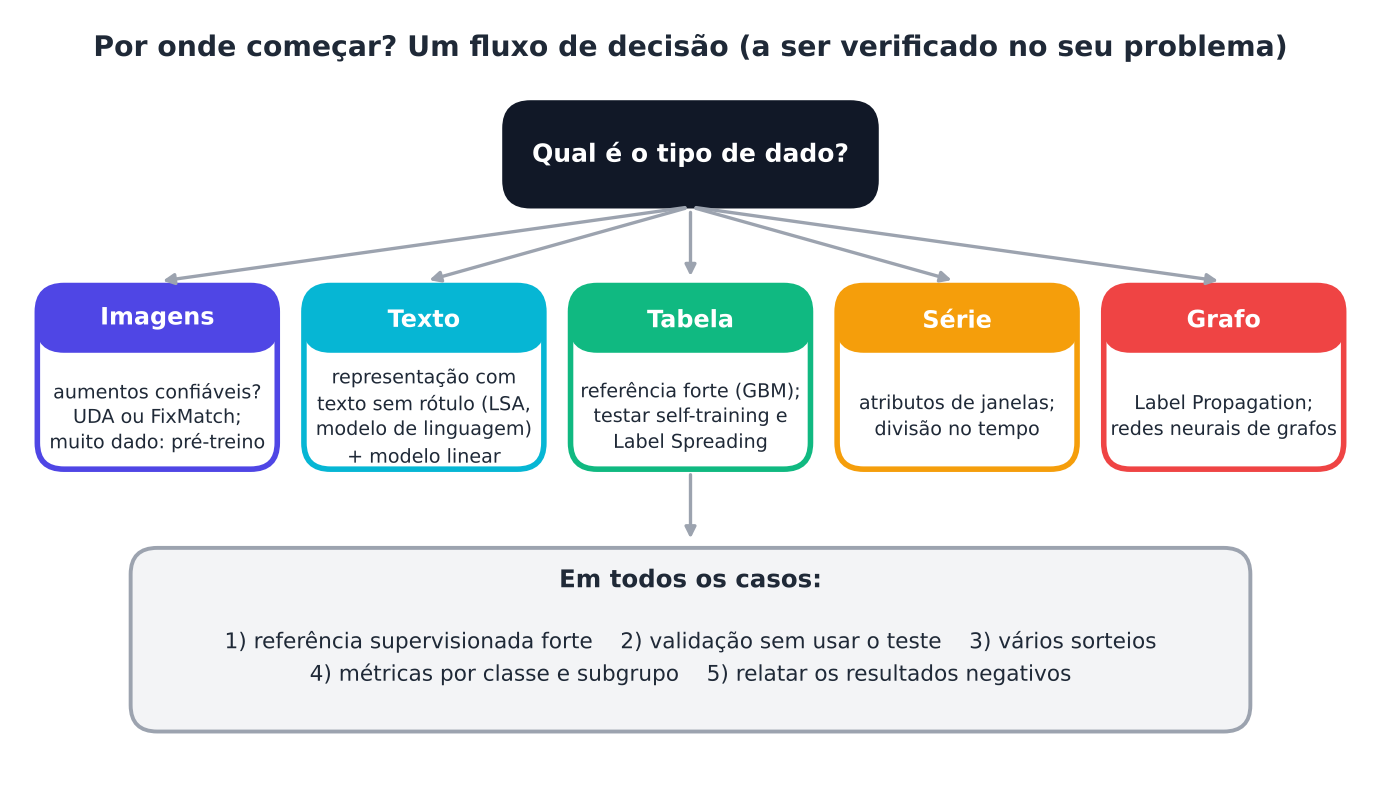 Por onde começar? Um fluxo de decisão (a ser verificado no seu problema)
Qual é o tipo de dado?
Imagens
aumentos confiáveis?
UDA ou FixMatch;
muito dado: pré-treino
Texto
representação com
texto sem rótulo (LSA,
modelo de linguagem)
+ modelo linear
Tabela
referência forte (GBM);
testar self-training e
Label Spreading
Série
atributos de janelas;
divisão no tempo
Grafo
Label Propagation;
redes neurais de grafos
Em todos os casos:
1) referência supervisionada forte    2) validação sem usar o teste    3) vários sorteios
4) métricas por classe e subgrupo    5) relatar os resultados negativos